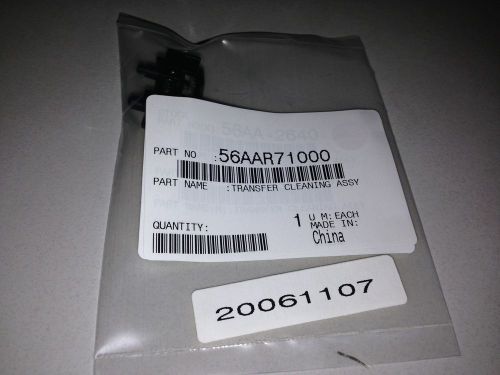 56AA-2640
PART NO :56AAR71000
PART NAME :TRANSFER CLEANING ASSY
QUANTITY: 1 U M:EACH
MADE IN:
China
20061107